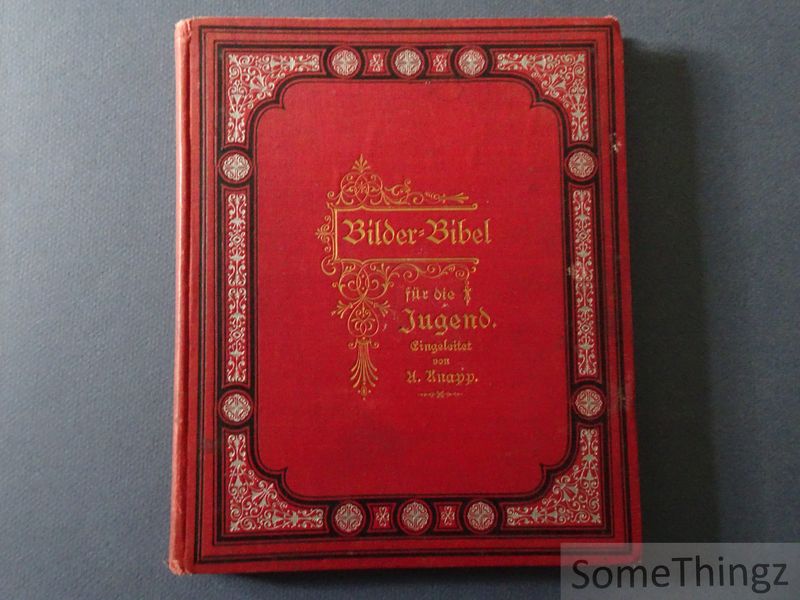 Bilder=Bibel
für die
Jugend.
Eingeleitet
von
A. Knapp.
SomeThingz